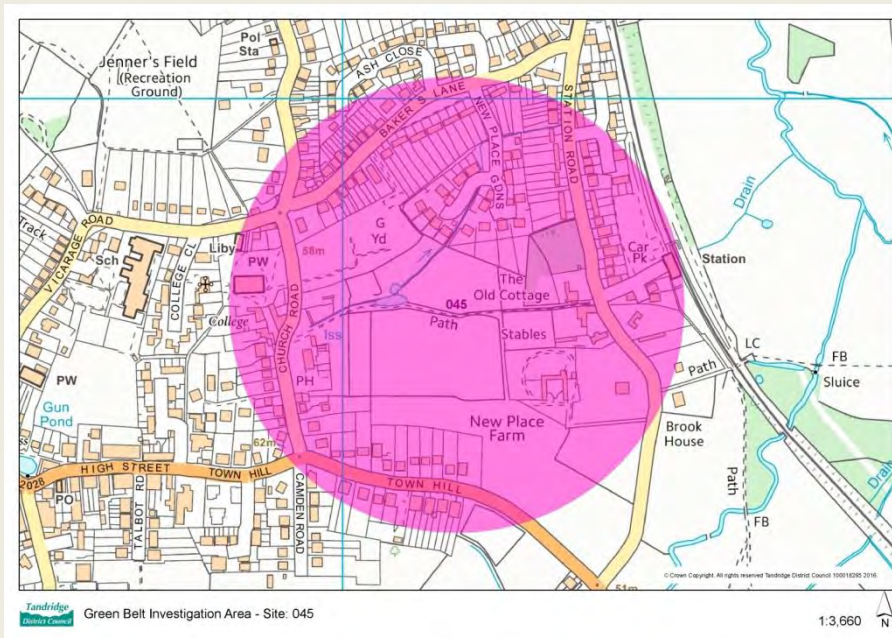 Pol
Sta
Jenner's Field
(Recreation
Ground)
ASH CLOSE
BAKER'S LANE
NEW PLACE GDNS
STATION ROAD
Drain
VICARAGE ROAD
Track
Sch
COLLEGE CL
Liby
PW
58m
G
Yd
Car
Pk
Station
The
Old Cottage
045
Path
Stables
College
CHURCH ROAD
Iss
PH
LC
FB
Sluice
Path
PW
Gun
Pond
62m
New Place
Farm
Brook
House
Path
HIGH STREET
TOWN HILL
TOWN HILL
2028
PO
TALBOT RD
CAMDEN ROAD
FB
Drain
51m
© Crown Copyright. All rights reserved Tandridge District Council 100018265 2016.
Tandridge
District Council
Green Belt Investigation Area - Site: 045
1:3,660
N